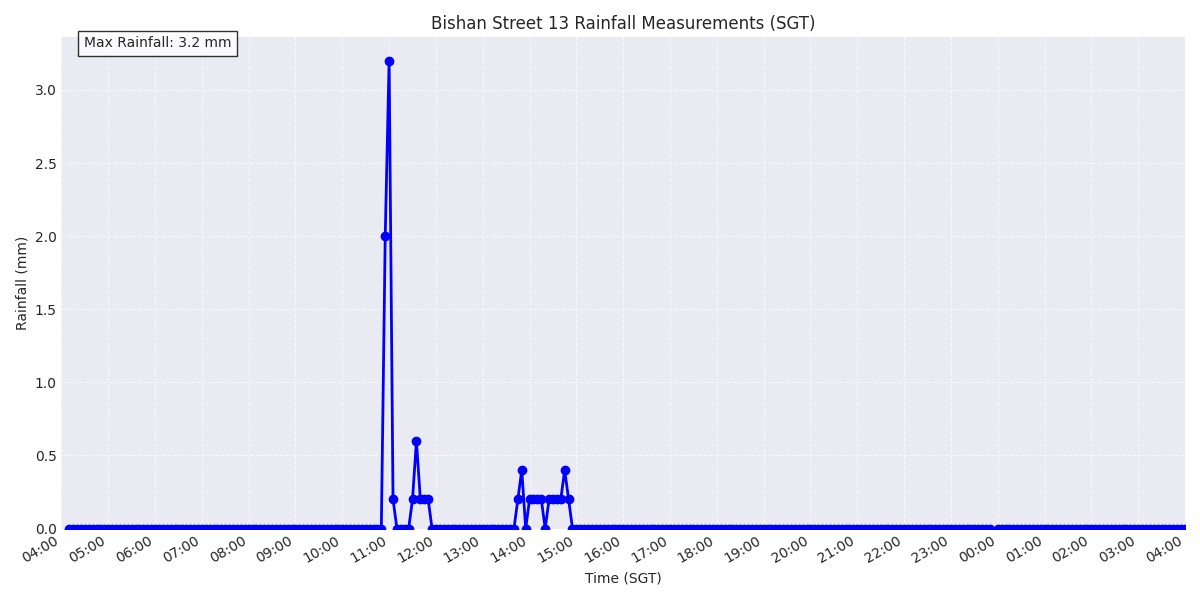 Bishan Street 13 Rainfall Measurements (SGT)
Max Rainfall: 3.2 mm
3.0
2.5
2.0
1.5
1.0
0.5
0.0
Rainfall (mm)
04:00 05:00 06:00 07:00 08:00 09:00 10:00 11:00 12:00 13:00 14:00 15:00 16:00 17:00 18:00 19:00 20:00 21:00 22:00 23:00 00:00 01:00 02:00 03:00 04:00
Time (SGT)